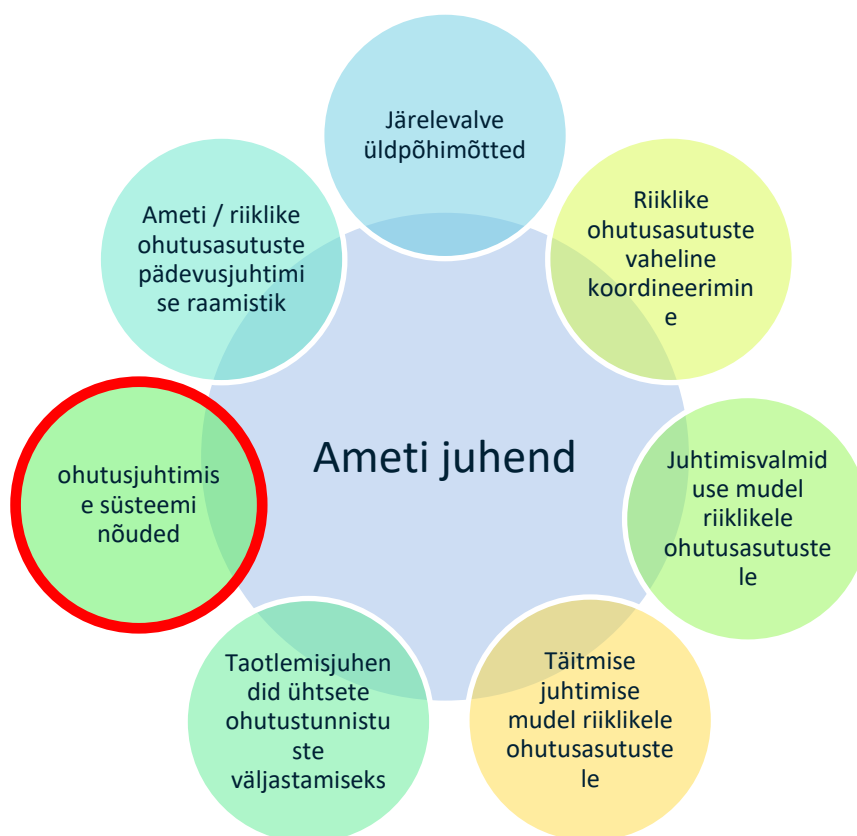 Järelevalve
üldpõhimõtted
Riiklike
ohutusasutuste
vaheline
koordineerimin
e
Juhtimisvalmid
use mudel
riiklikele
ohutusasutuste
le
Täitmise
juhtimise
mudel riiklikele
ohutusasutuste
le
Taotlemisjuhen
did ühtsete
ohutustunnistu
ste
väljastamiseks
ohutusjuhtimis
e süsteemi
nõuded
Ameti / riiklike
ohutusasutuste
pädevusjuhtimi
se raamistik
Ameti juhend